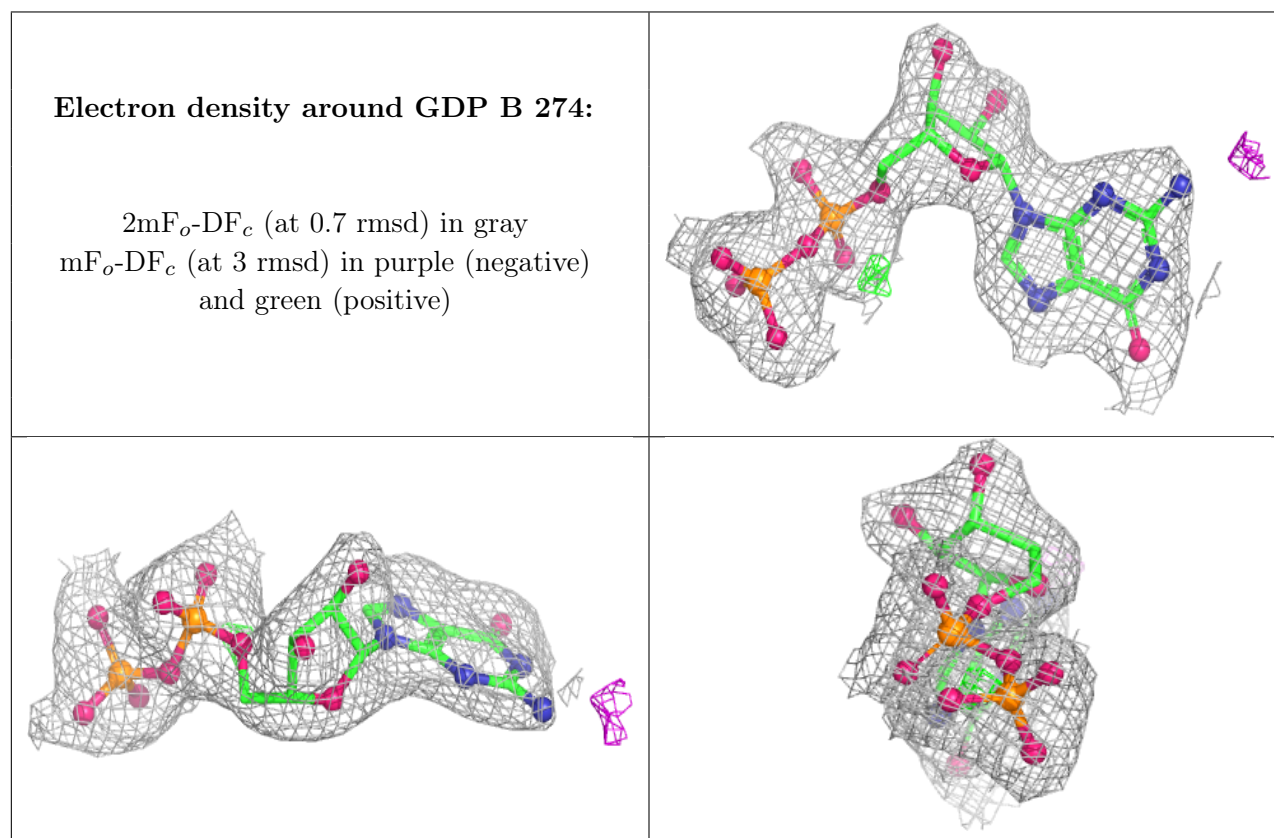 Electron density around GDP B 274:
2mFo-DFc (at 0.7 rmsd) in gray
mFo-DFc (at 3 rmsd) in purple (negative)
and green (positive)